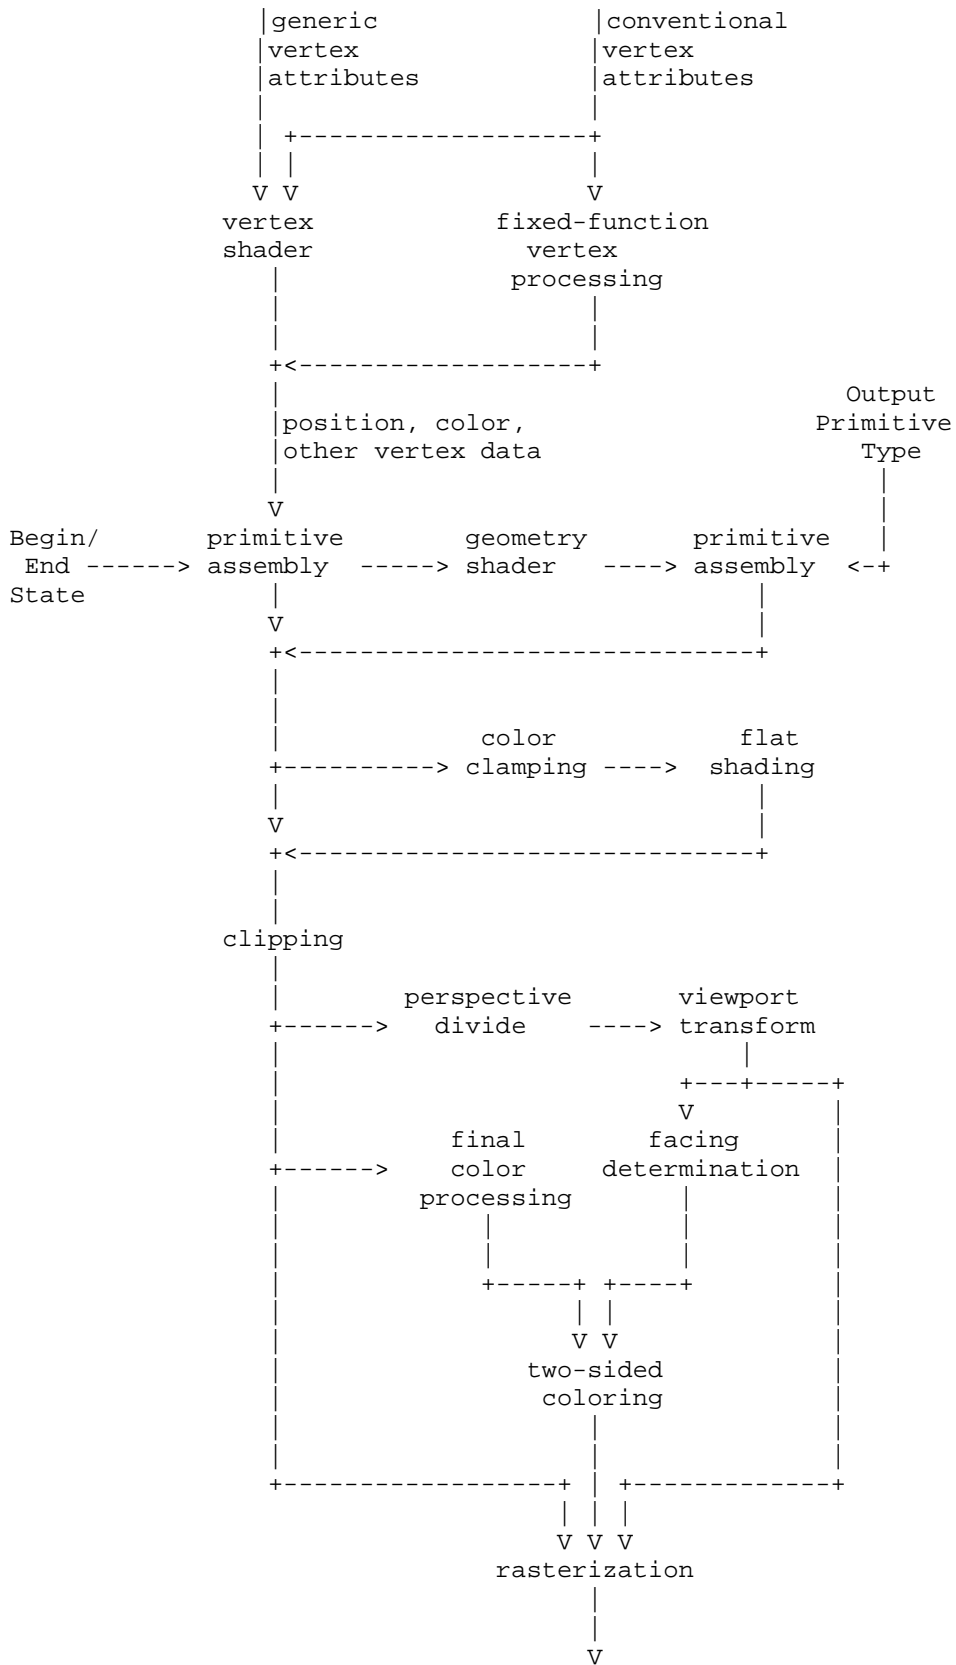 |generic |conventional
|vertex |vertex
|attributes |attributes
| |
| +-------------------+
| | |
V V V
vertex fixed-function
shader vertex
| processing
| |
| |
+<-------------------+
| Output
|position, color, Primitive
|other vertex data Type
| |
V |
Begin/ primitive geometry primitive |
End ------> assembly -----> shader ----> assembly <-+
State | |
V |
+<------------------------------+
|
|
| color flat
+----------> clamping ----> shading
| |
V |
+<------------------------------+
|
|
clipping
|
| perspective viewport
+------> divide ----> transform
| |
| +---+-----+
| V |
| final facing |
+------> color determination |
| processing | |
| | | |
| | | |
| +-----+ +----+ |
| | | |
| V V |
| two-sided |
| coloring |
| | |
| | |
+------------------+ | +-------------+
| | |
V V V
rasterization
|
|
V